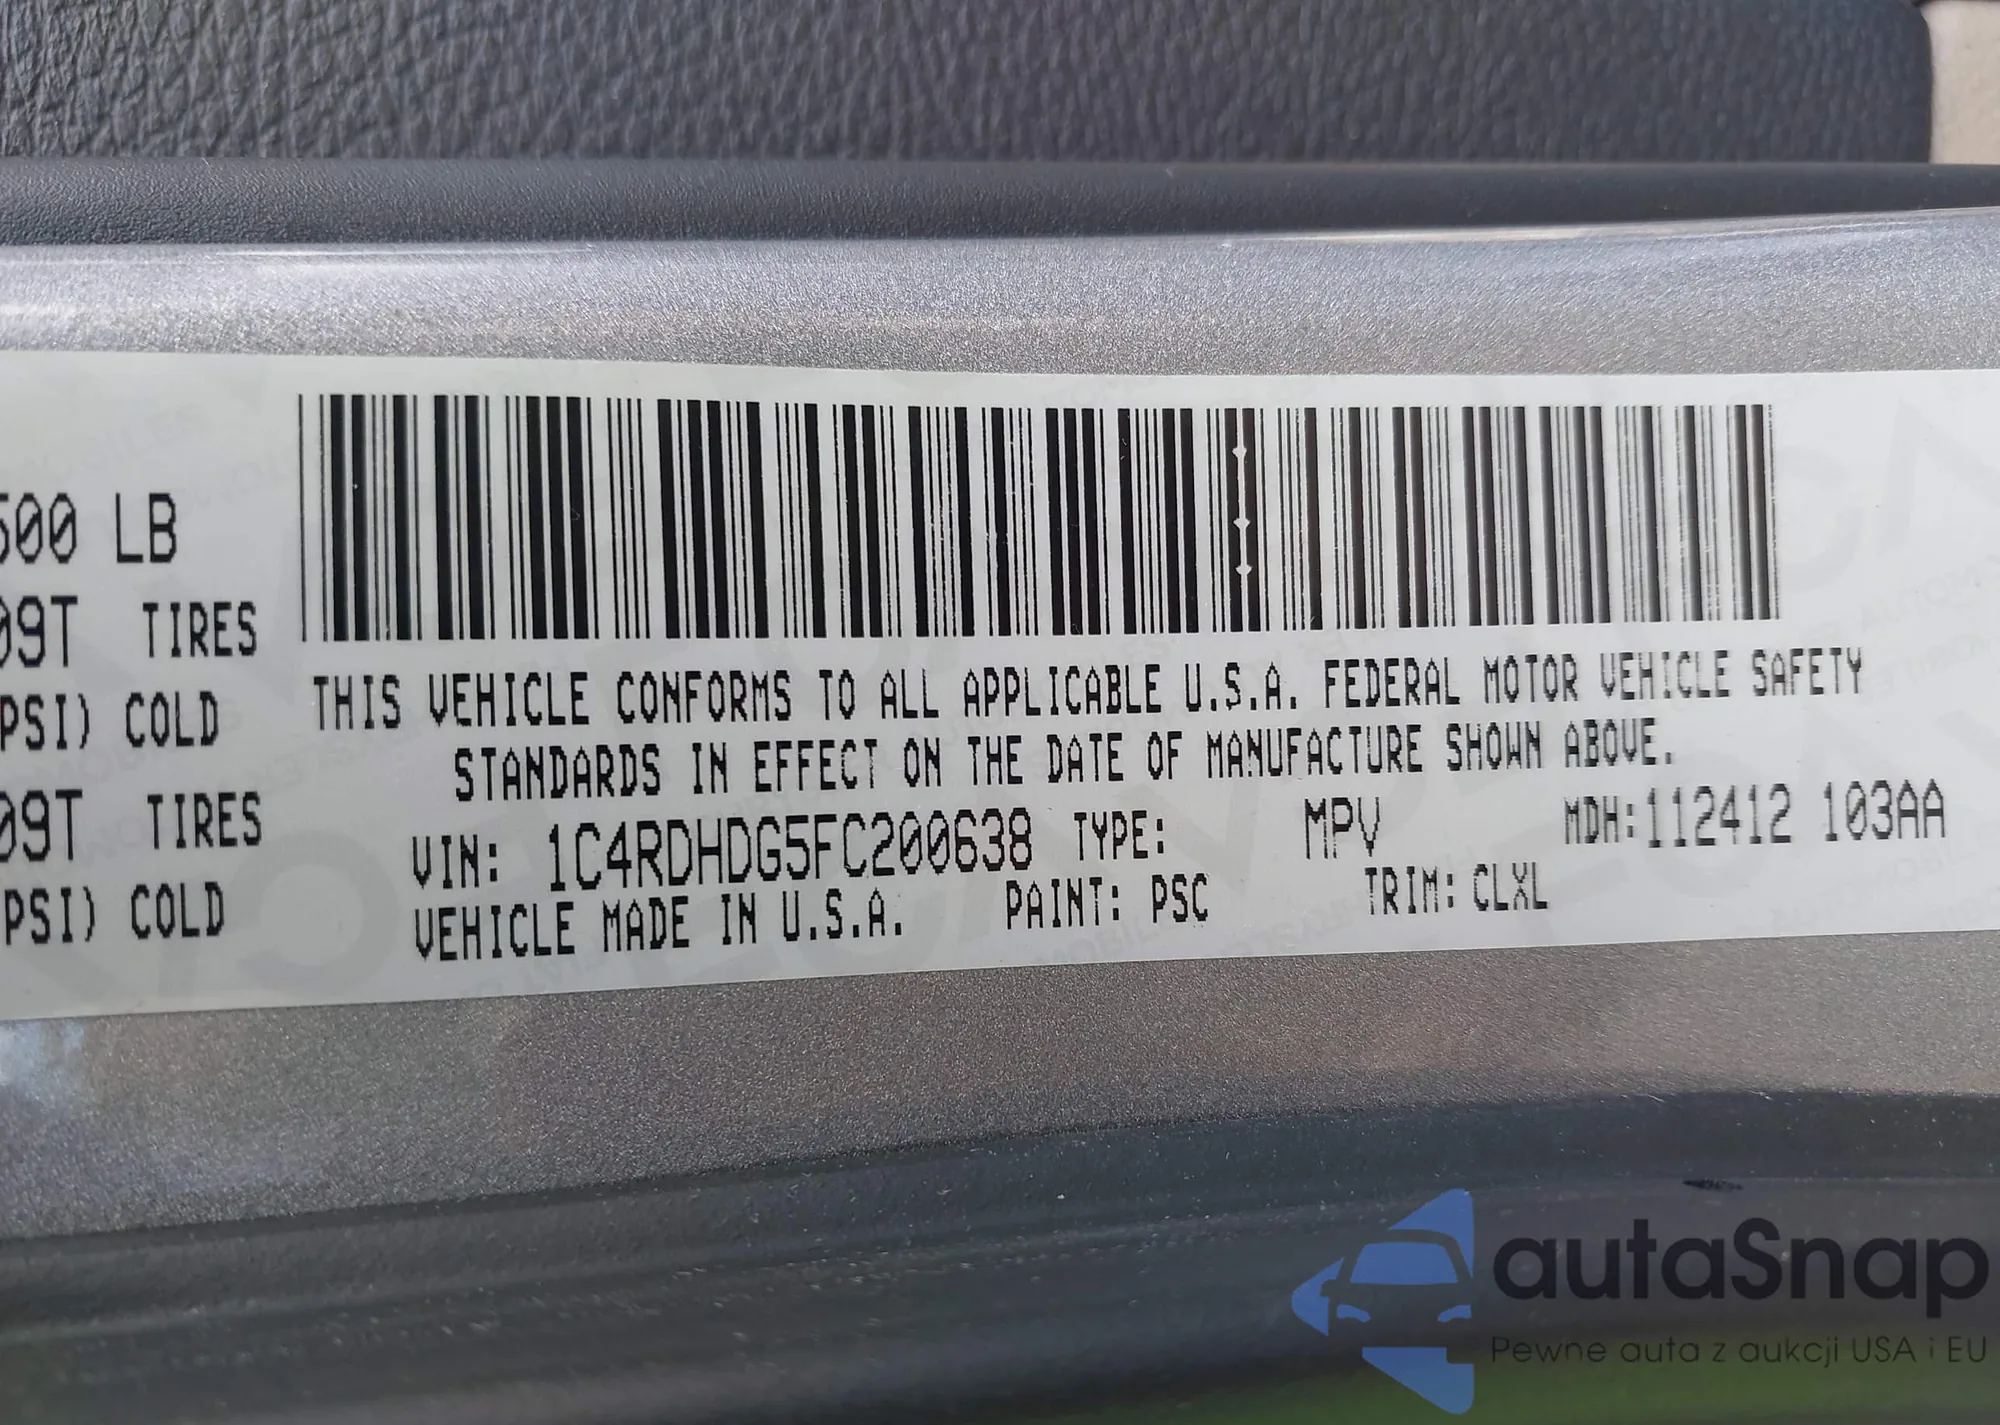 500 LB
09T TIRES
PSI) COLD
09T TIRES
PSI) COLD
THIS VEHICLE CONFORMS TO ALL APPLICABLE U.S.A. FEDERAL MOTOR VEHICLE SAFETY
STANDARDS IN EFFECT ON THE DATE OF MANUFACTURE SHOWN ABOVE.
VIN: 1C4RDHDG5FC200638 TYPE: MPV MDH:112412 103AA
VEHICLE MADE IN U.S.A. PAINT: PSC TRIM: CLXL
autaSnap
Pewne auta z aukcji USA i EU